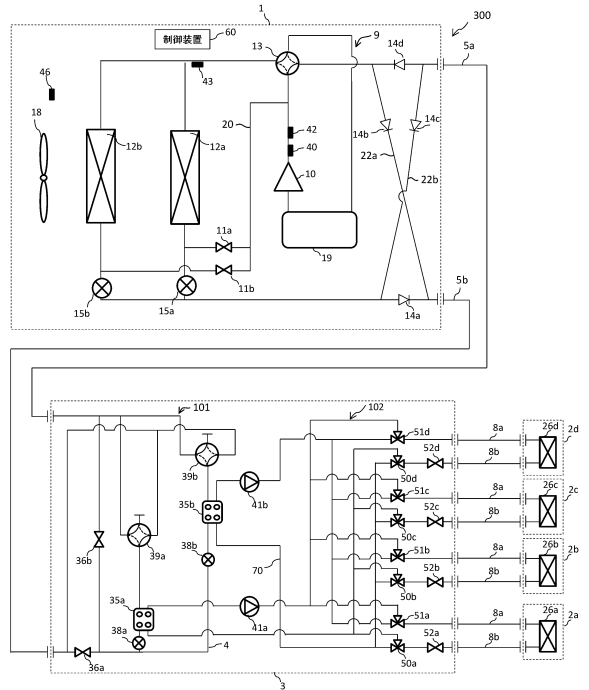 1
300
制御装置
60
13
9
14d
5a
46
43
18
20
42
14b
14c
12b
12a
40
22a
10
22b
11a
19
5b
11b
15b
15a
14a
101
102
51d
8a
26d
2d
52d
8b
39b
50d
35b
41b
51c
8a
26c
2c
52c
8b
50c
36b
39a
38b
51b
8a
26b
2b
70
52b
8b
50b
35a
51a
8a
26a
2a
38a
41a
4
52a
8b
36a
50a
3